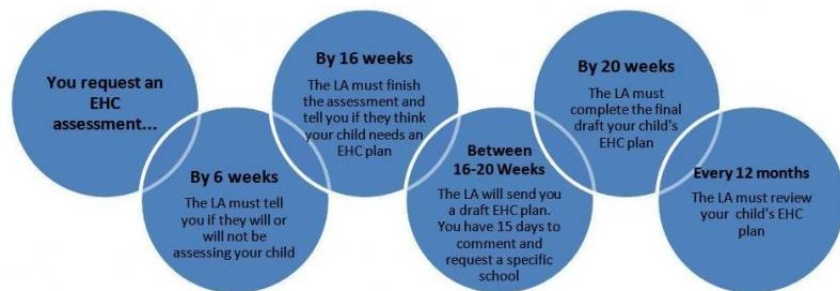 You request an
EHC
assessment...
By 6 weeks
The LA must tell
you if they will or
will not be
assessing your child
By 16 weeks
The LA must finish
the assessment and
tell you if they think
your child needs an
EHC plan
Between
16-20 Weeks
The LA will send you
a draft EHC plan.
You have 15 days to
comment and
request a specific
school
By 20 weeks
The LA must
complete the final
draft your child's
EHC plan
Every 12 months
The LA must review
your child's EHC
plan